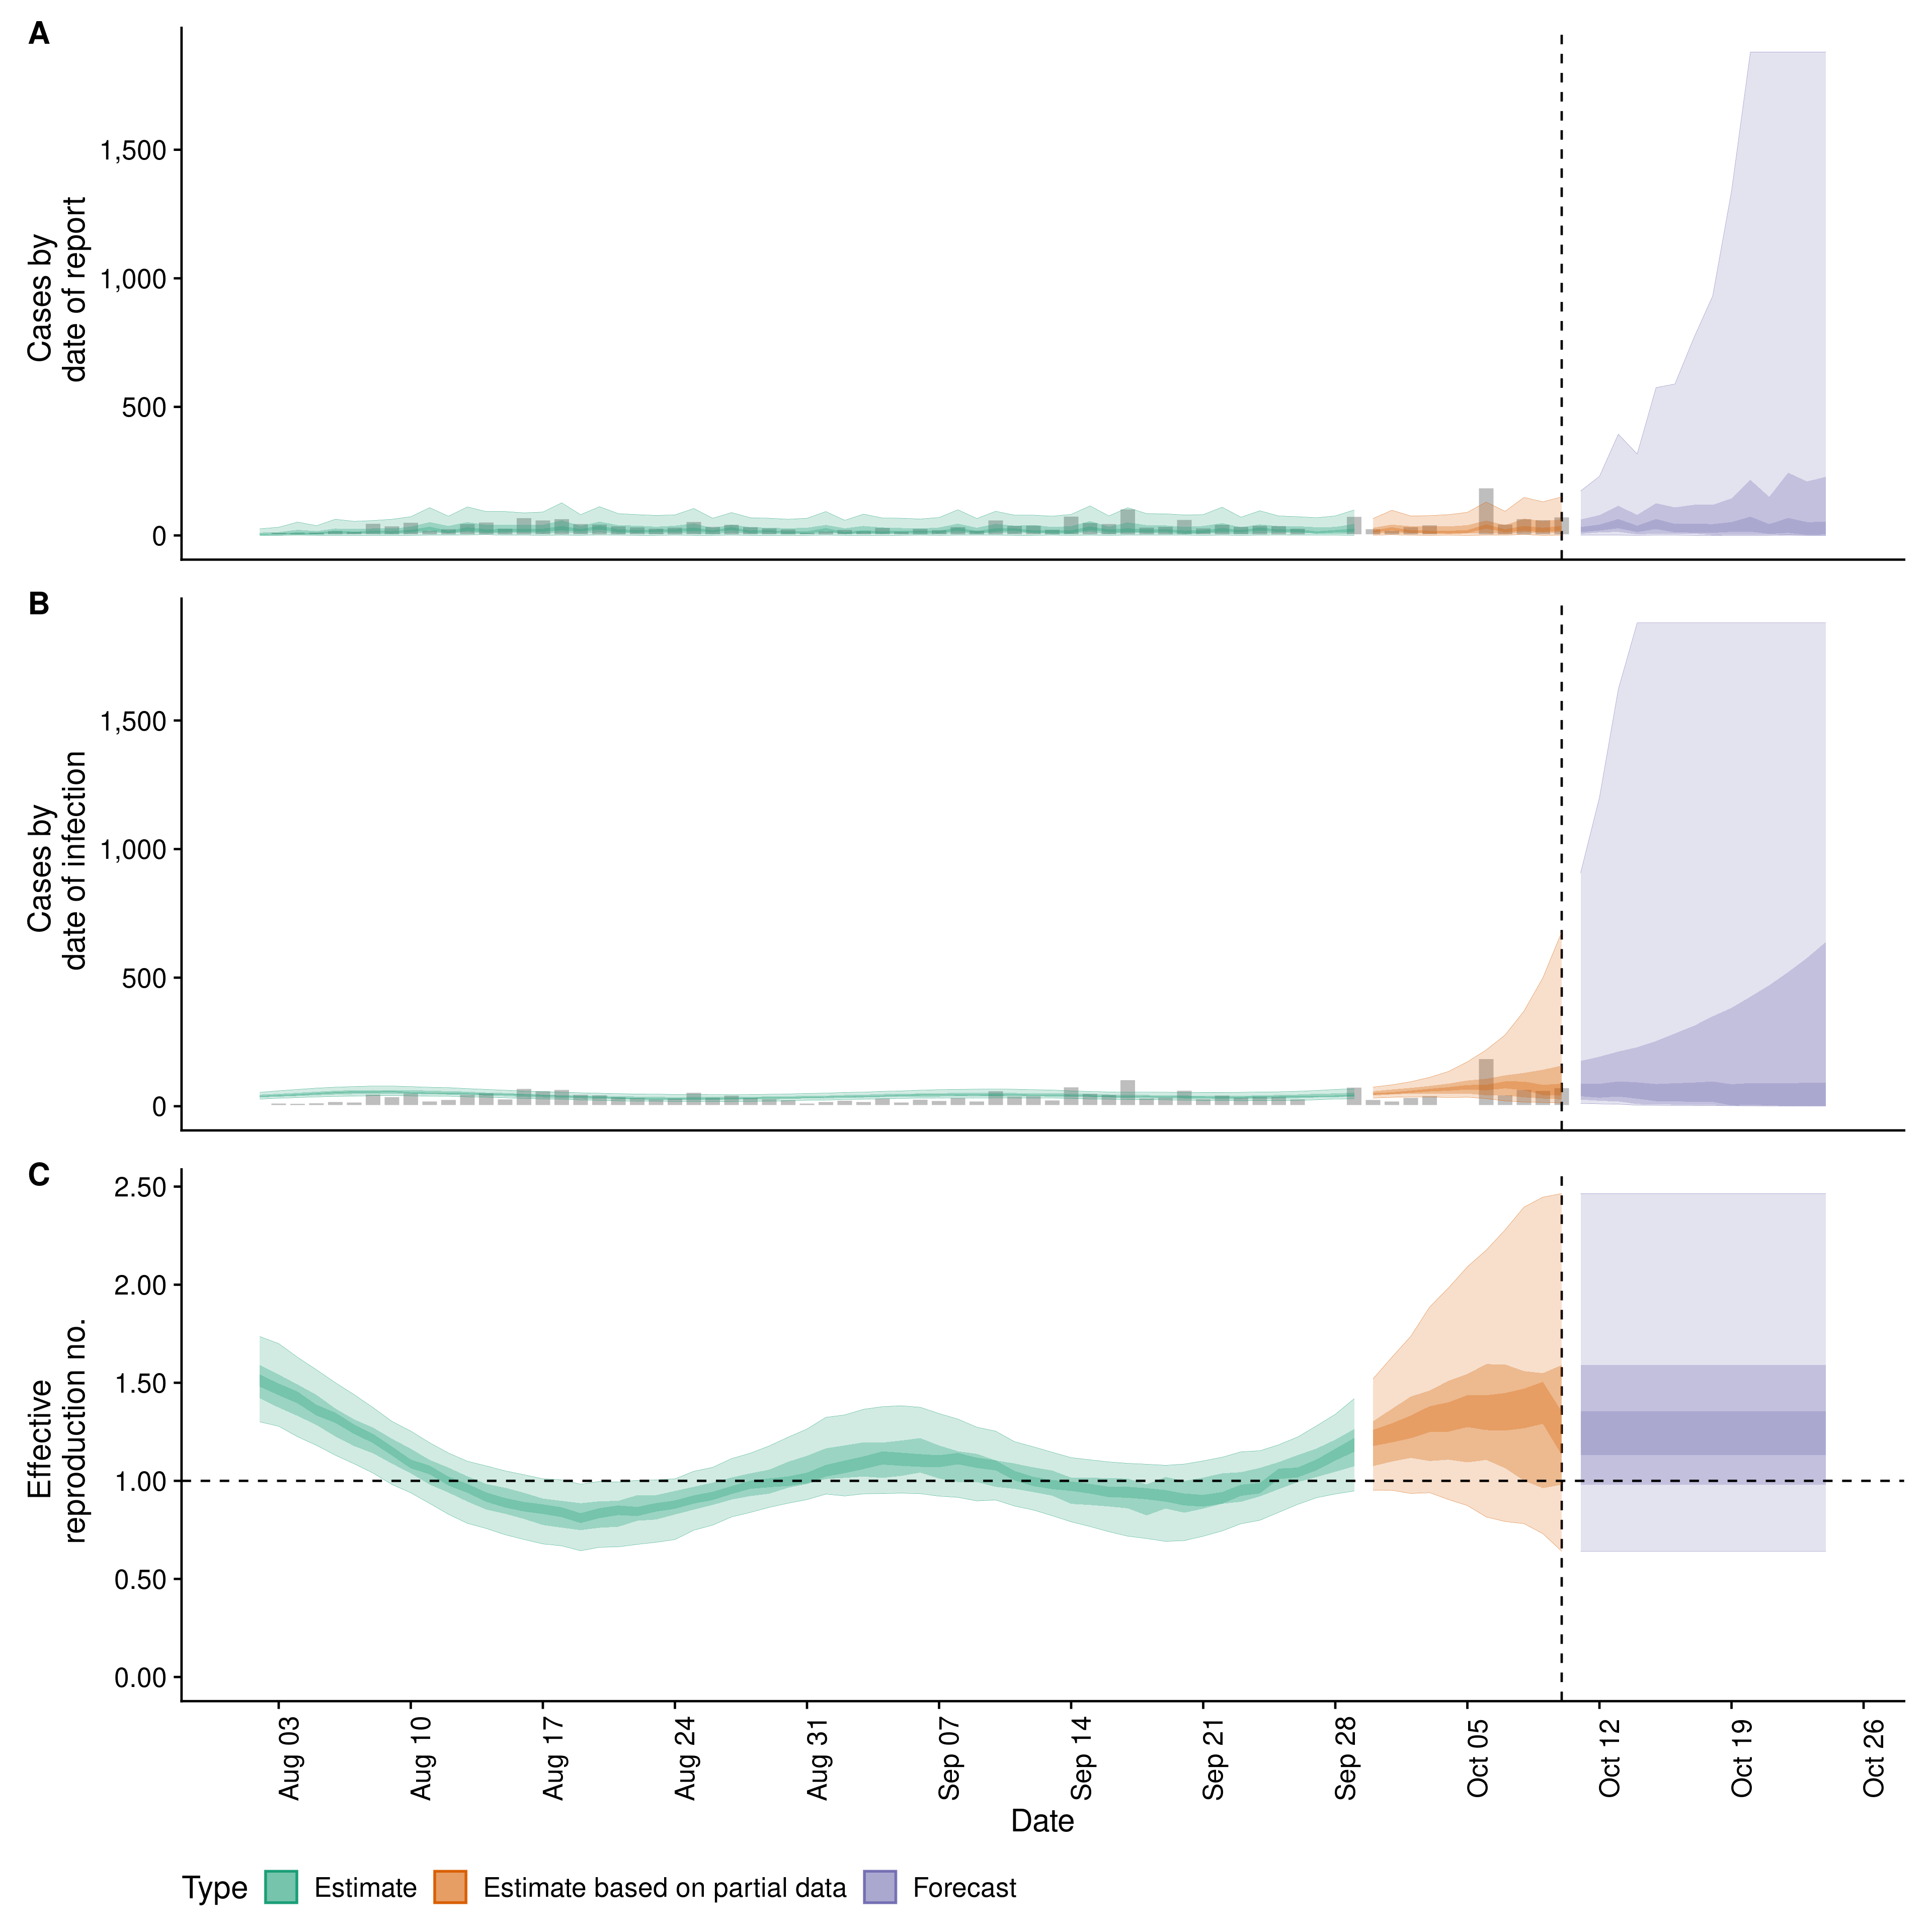 A
Cases by
date of report
1,500
1,000
500
0
B
Cases by
date of infection
1,500
1,000
500
0
C
Effective
reproduction no.
2.50
2.00
1.50
1.00
0.50
0.00
Aug 03
Aug 10
Aug 17
Aug 24
Aug 31
Sep 07
Sep 14
Sep 21
Sep 28
Oct 05
Oct 12
Oct 19
Oct 26
Date
Type Estimate Estimate based on partial data Forecast